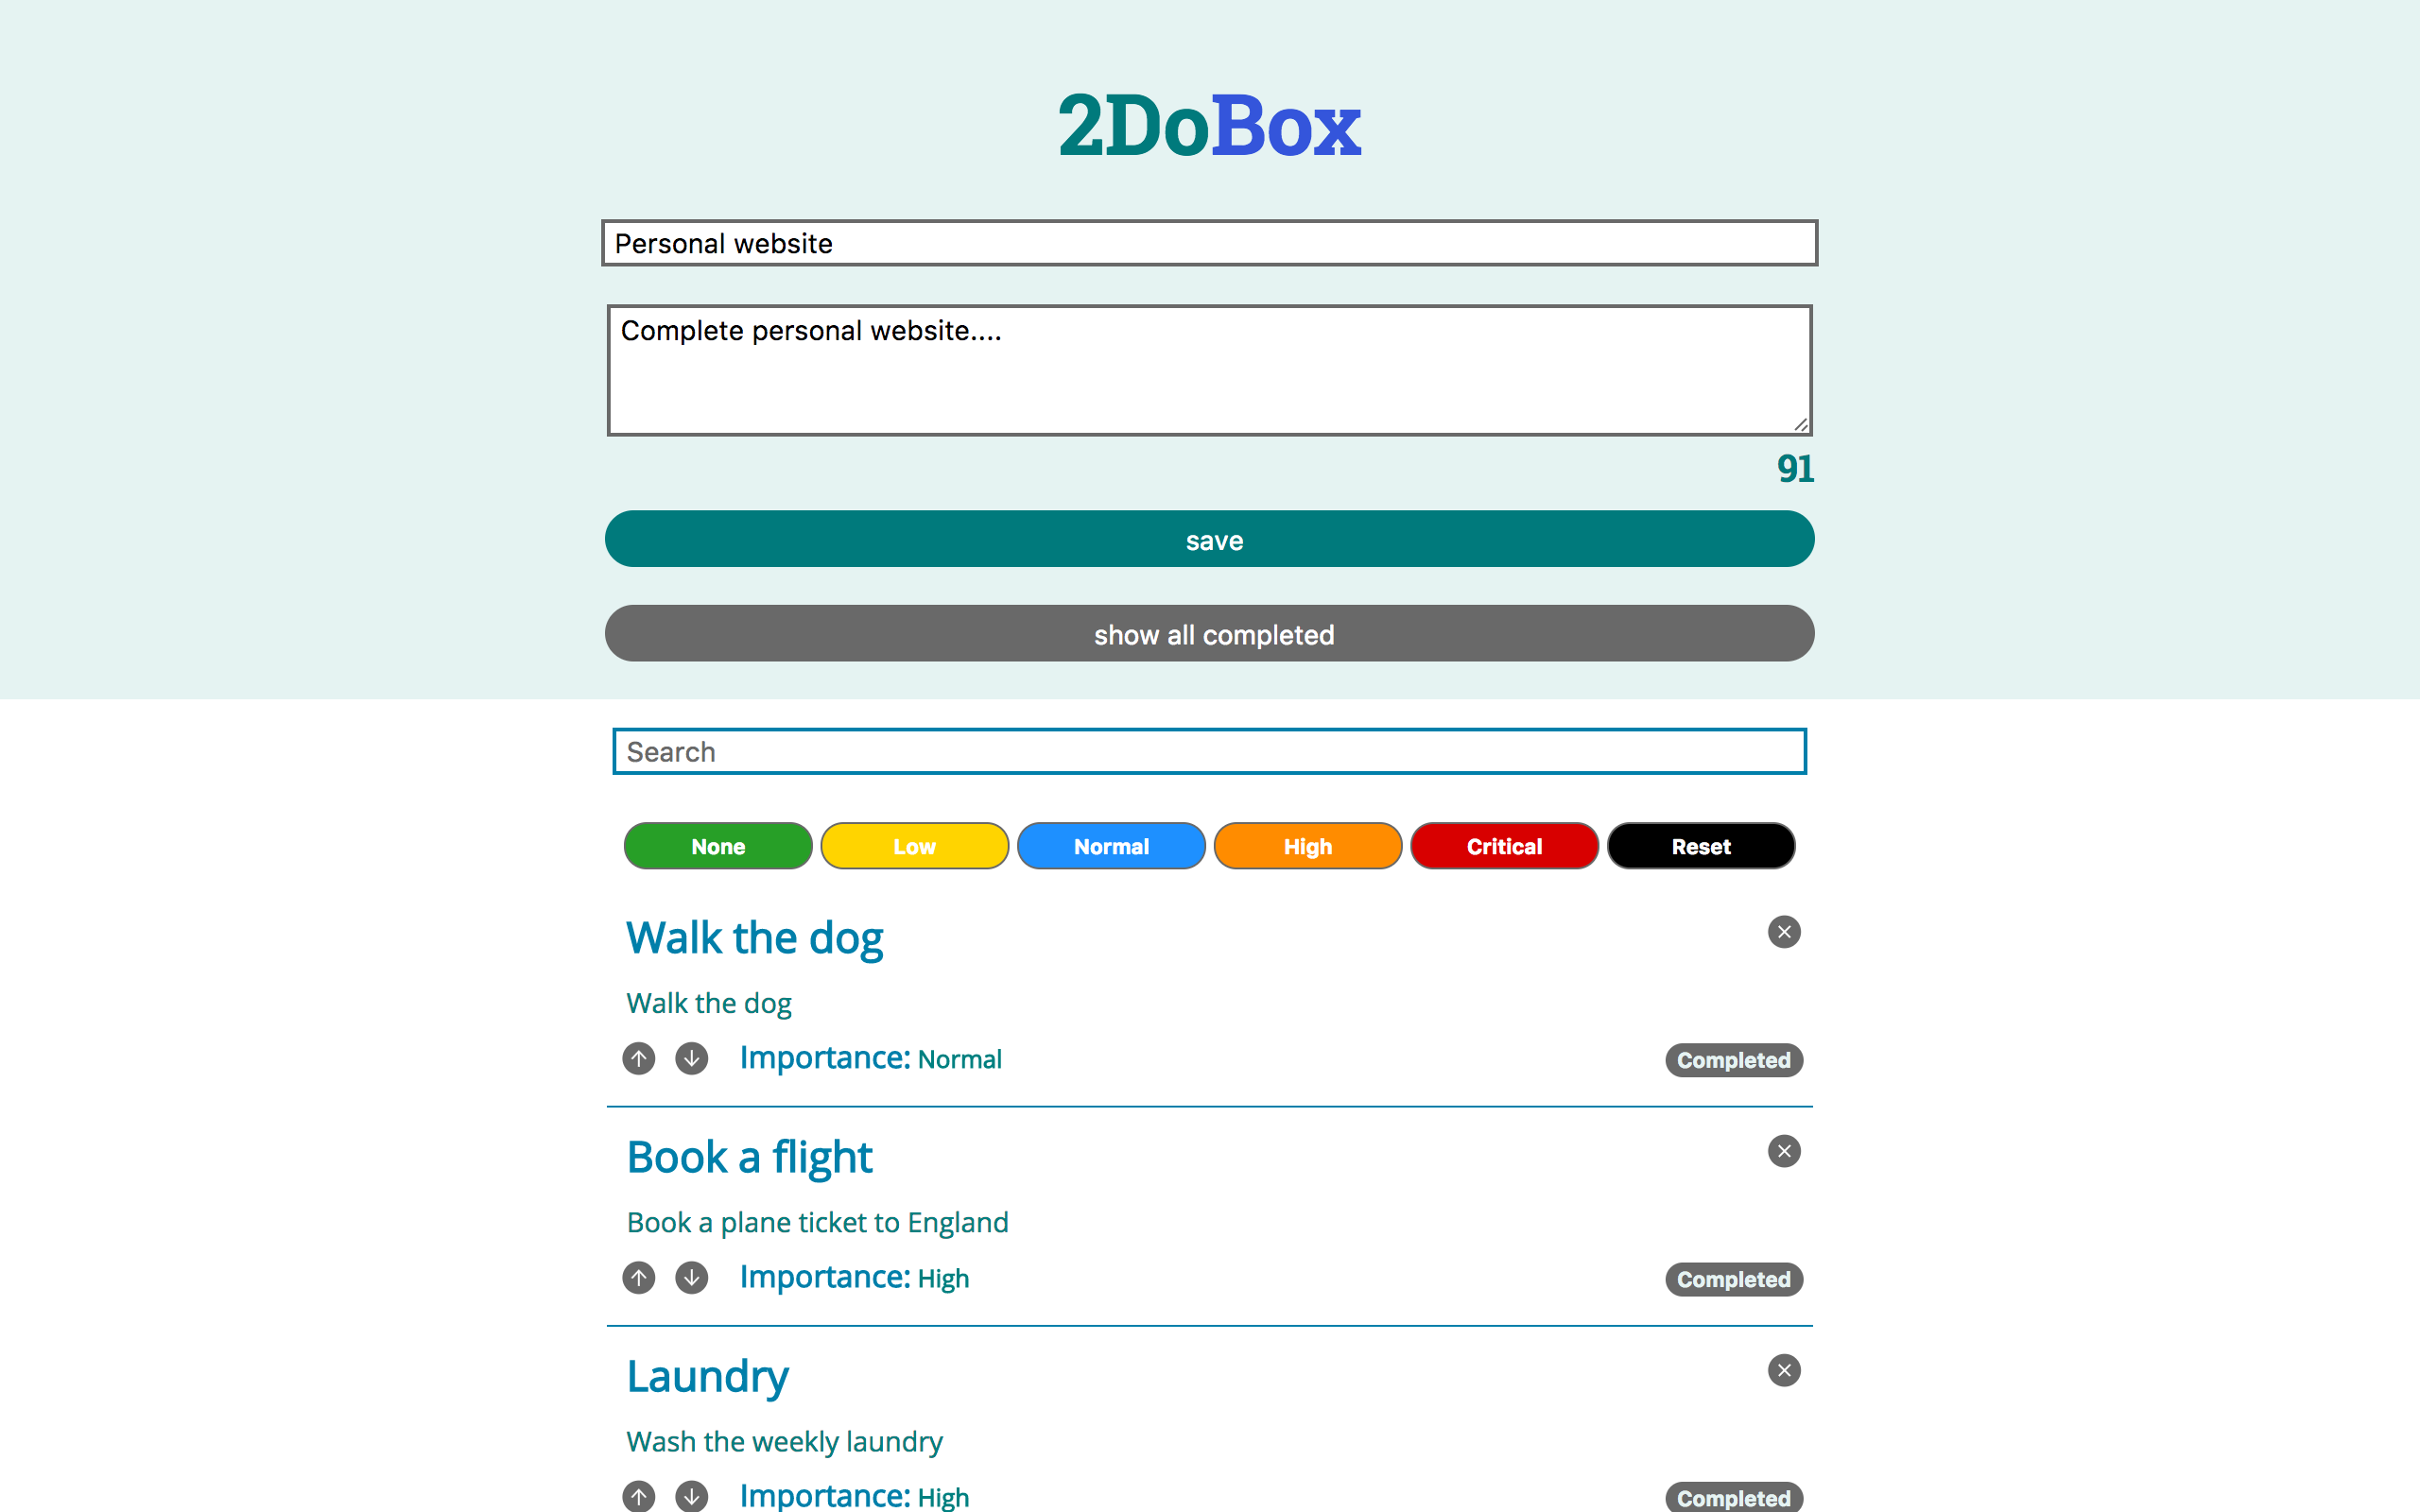 2DoBox
Personal website
Complete personal website....
91
save
show all completed
Search
None Low Normal High Critical Reset
Walk the dog
Walk the dog
Importance: Normal Completed
Book a flight
Book a plane ticket to England
Importance: High Completed
Laundry
Wash the weekly laundry
Importance: High Completed